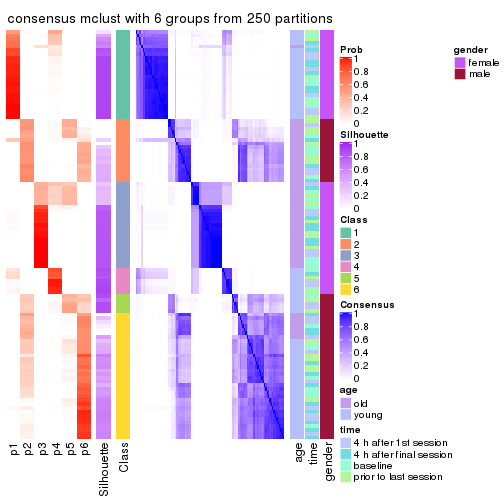 consensus mclust with 6 groups from 250 partitions
Prob
1
0.8
0.6
0.4
0.2
0
gender
female
male
Silhouette
1
0.8
0.6
0.4
0.2
0
Class
1
2
3
4
5
6
Consensus
1
0.8
0.6
0.4
0.2
0
age
old
young
time
4 h after 1st session
4 h after final session
baseline
prior to last session
p1
p2
p3
p4
p5
p6
Silhouette
Class
age
time
gender